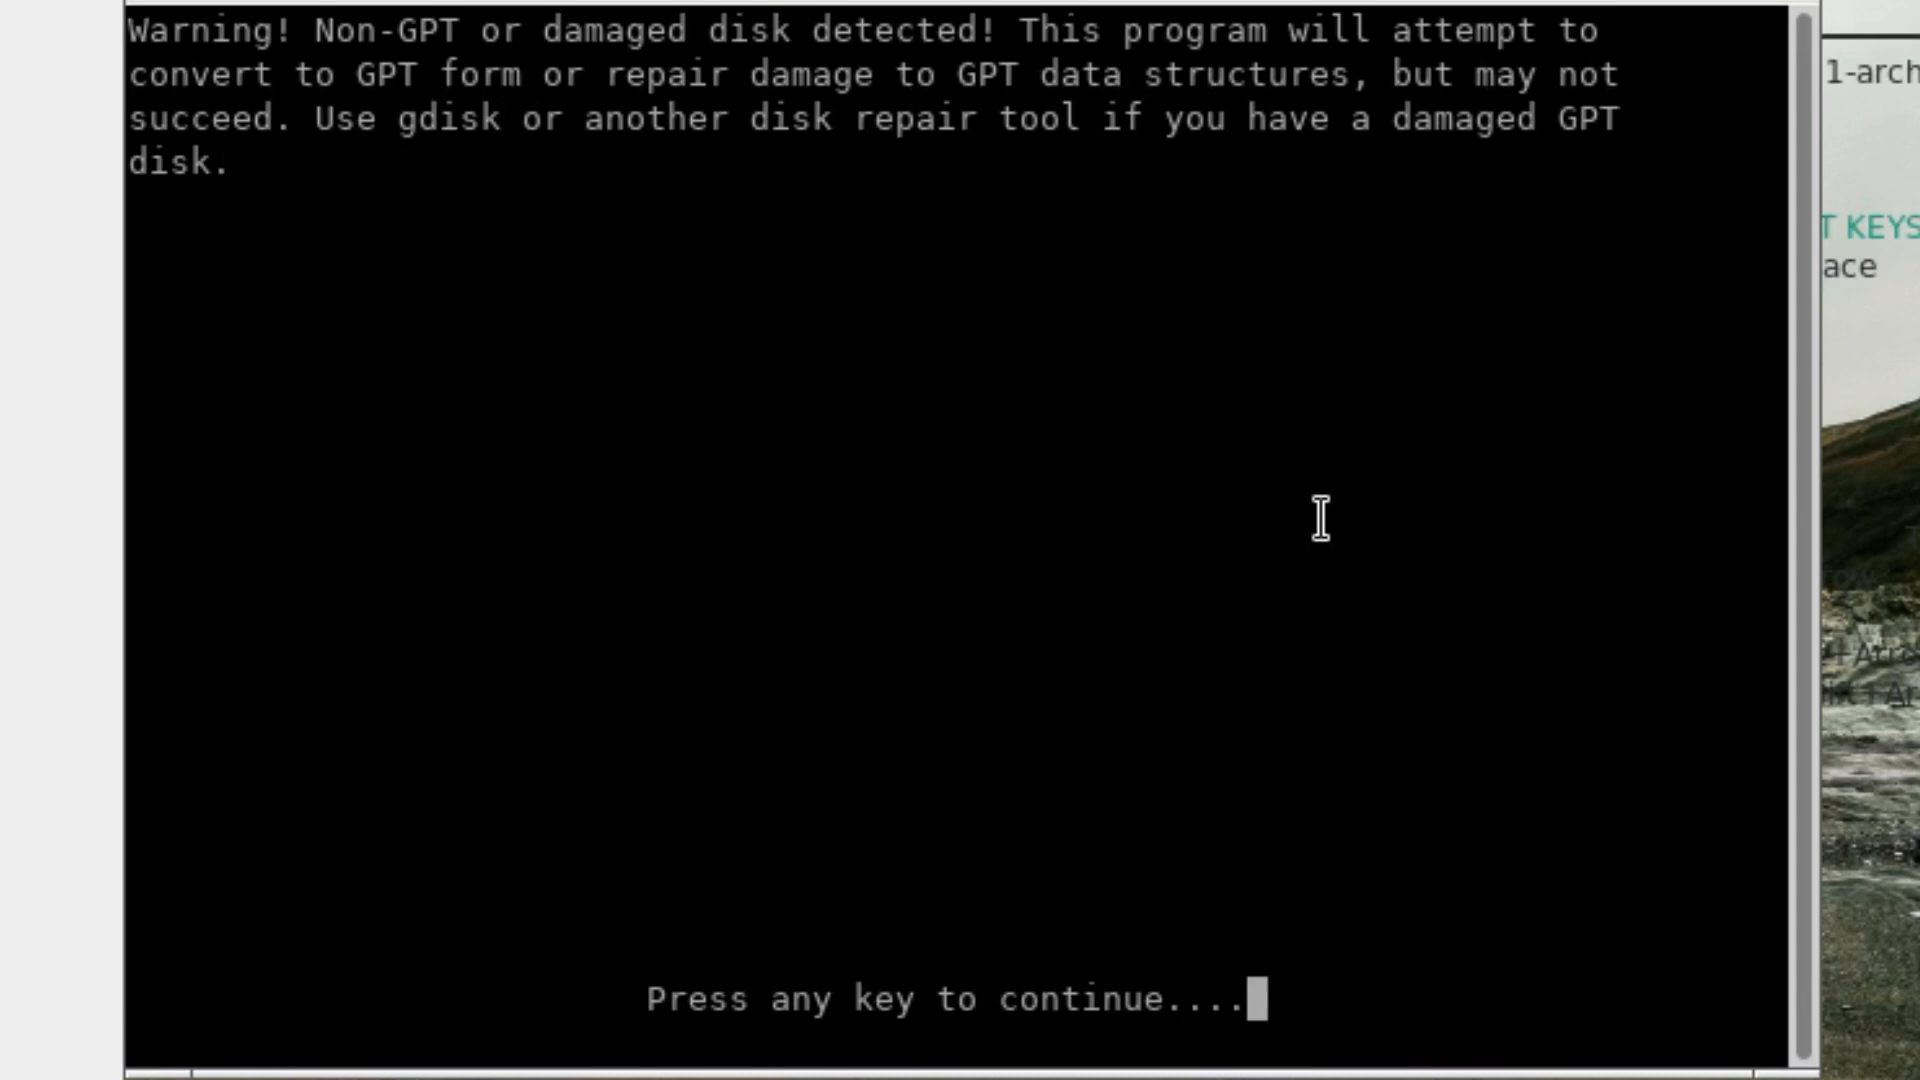 Warning! Non-GPT or damaged disk detected! This program will attempt to
convert to GPT form or repair damage to GPT data structures, but may not
succeed. Use gdisk or another disk repair tool if you have a damaged GPT
disk.
1-arch
T KEYS
ace
Press any key to continue....